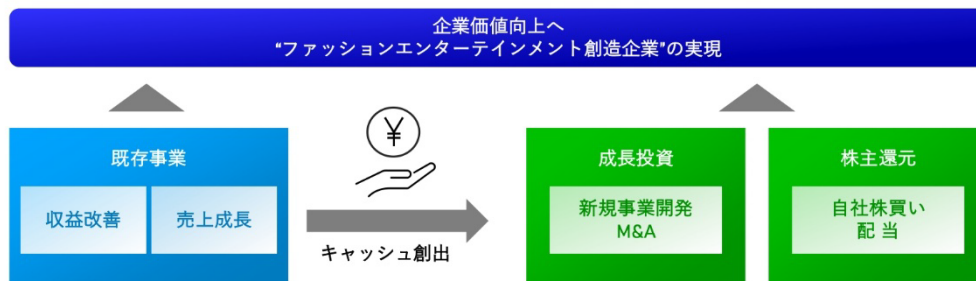 企業価値向上へ
“ファッションエンターテインメント創造企業”の実現
既存事業
収益改善
売上成長
¥
キャッシュ創出
成長投資
新規事業開発
M&A
株主還元
自社株買い
配 当